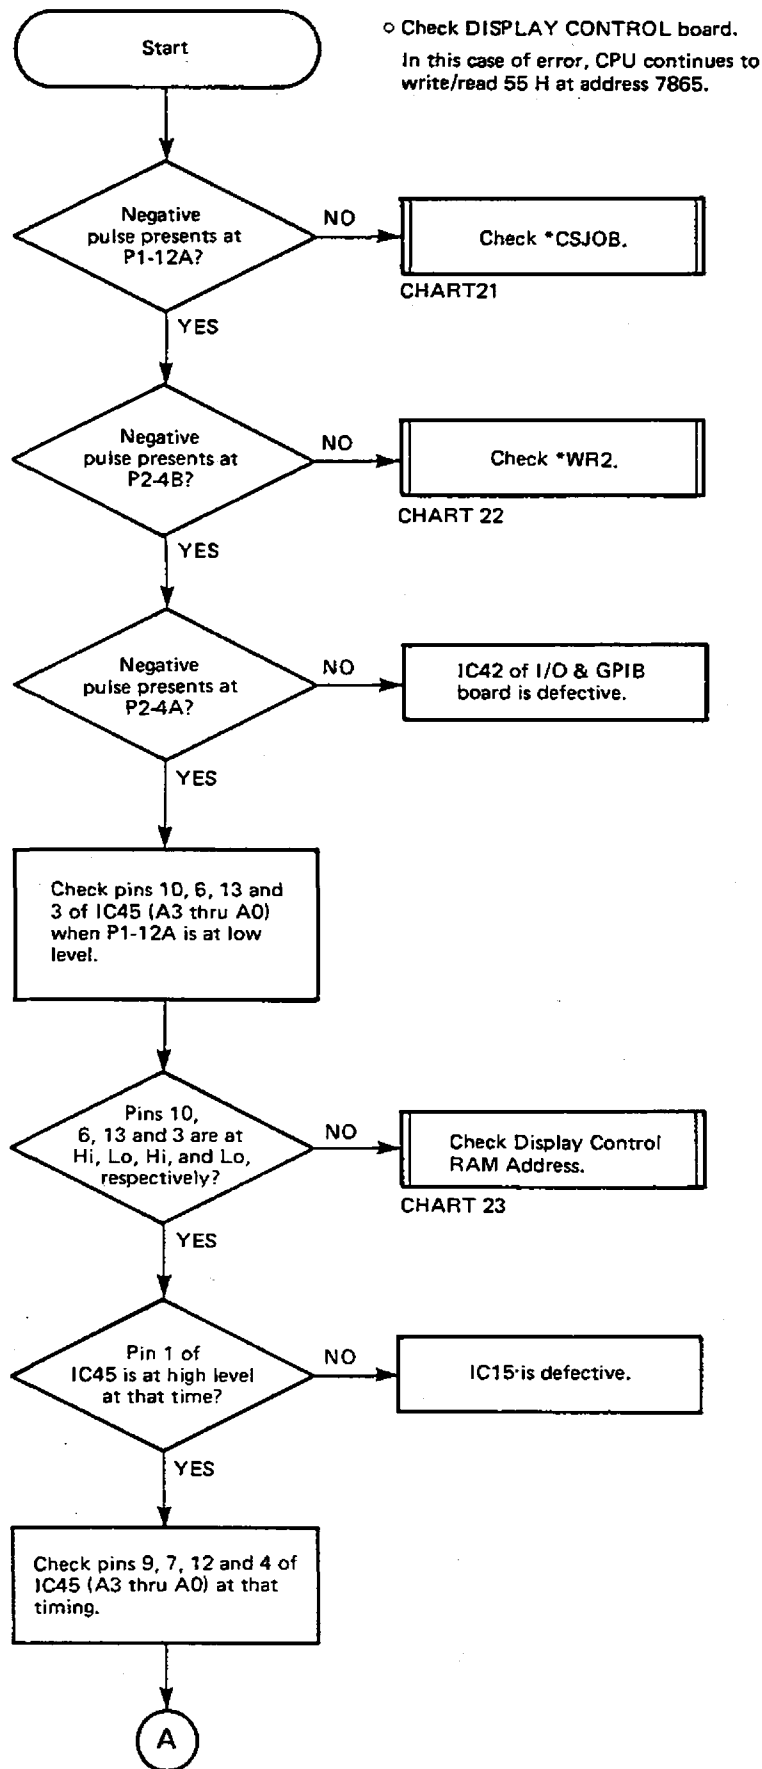 Start
○ Check DISPLAY CONTROL board.
In this case of error, CPU continues to
write/read 55 H at address 7865.
Negative
pulse presents at
P1-12A?
NO
Check *CSJOB.
CHART21
YES
Negative
pulse presents at
P2-4B?
NO
Check *WR2.
CHART 22
YES
Negative
pulse presents at
P2-4A?
NO
IC42 of I/O & GPIB
board is defective.
YES
Check pins 10, 6, 13 and
3 of IC45 (A3 thru A0)
when P1-12A is at low
level.
Pins 10,
6, 13 and 3 are at
Hi, Lo, Hi, and Lo,
respectively?
NO
Check Display Control
RAM Address.
CHART 23
YES
Pin 1 of
IC45 is at high level
at that time?
NO
IC15 is defective.
YES
Check pins 9, 7, 12 and 4 of
IC45 (A3 thru A0) at that
timing.
A